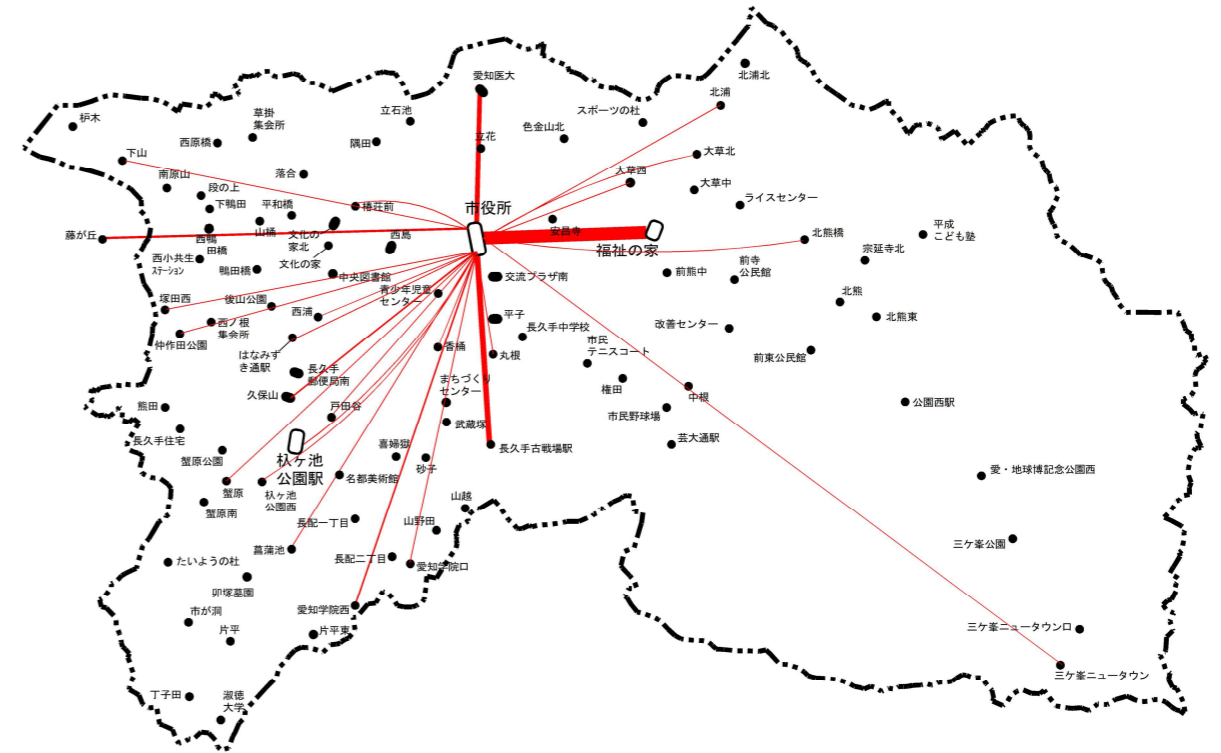 北浦北
愛知医大
北浦
枦木
草掛
集会所
立石池
スポーツの杜
色金山北
西原橋
隅田
立花
下山
大草北
南原山
落合
大草西
段の上
大草中
下鴨田
平和橋
椿荘前
市役所
ライスセンター
藤が丘
西鴨
田橋
山桶
文化の
家北
西島
安昌寺
福祉の家
北熊橋
平成
こども塾
宗延寺北
西小共生
ステーション
鴨田橋
文化の家
中央図書館
交流プラザ南
前熊中
前寺
公民館
塚田西
後山公園
青少年児童
センター
北熊
西浦
西ノ根
集会所
平子
北熊東
仲作田公園
長久手中学校
改善センター
はなみず
き通駅
香桶
丸根
市民
テニスコート
前東公民館
長久手
郵便局南
まちづくり
センター
権田
久保山
中根
熊田
戸田谷
市民野球場
公園西駅
武蔵塚
長久手住宅
喜婦嶽
長久手古戦場駅
芸大通駅
蟹原公園
杁ヶ池
公園駅
砂子
名都美術館
愛・地球博記念公園西
蟹原
杁ヶ池
公園西
山越
蟹原南
長配一丁目
山野田
三ケ峯公園
菖蒲池
長配二丁目
たいようの杜
愛知学院口
卯塚墓園
市が洞
愛知学院西
片平
片平東
三ケ峯ニュータウン口
三ケ峯ニュータウン
丁子田
淑徳
大学